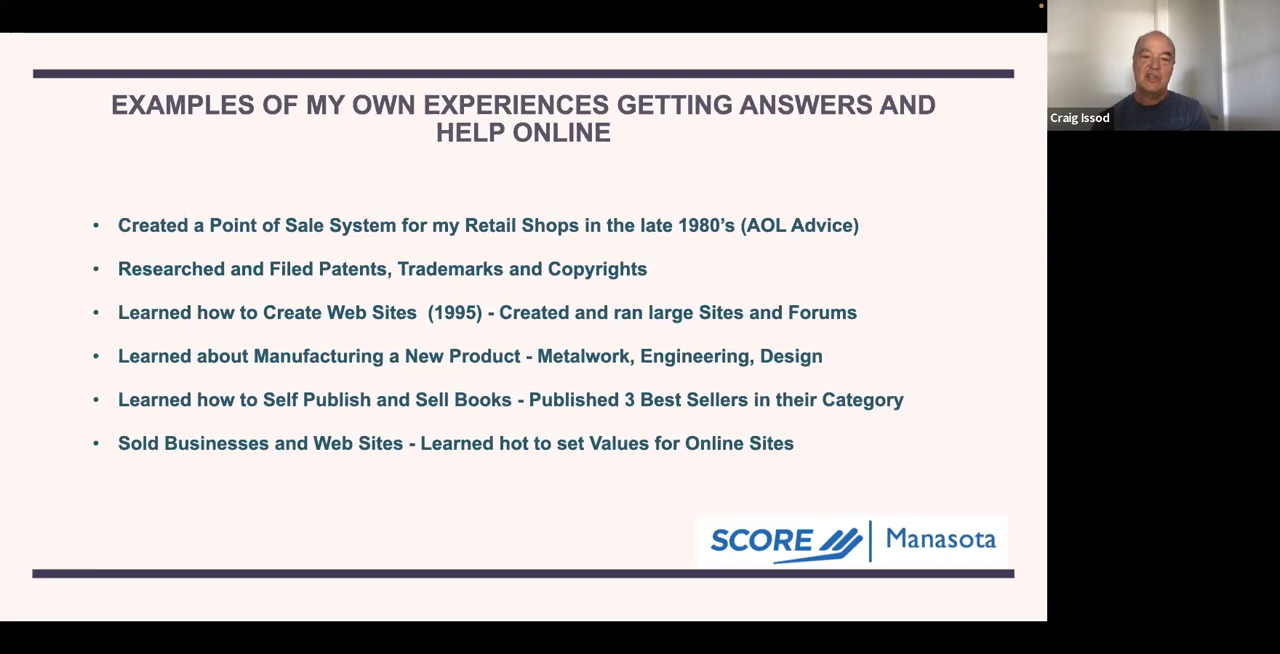 EXAMPLES OF MY OWN EXPERIENCES GETTING ANSWERS AND
HELP ONLINE
• Created a Point of Sale System for my Retail Shops in the late 1980’s (AOL Advice)
• Researched and Filed Patents, Trademarks and Copyrights
• Learned how to Create Web Sites (1995) - Created and ran large Sites and Forums
• Learned about Manufacturing a New Product - Metalwork, Engineering, Design
• Learned how to Self Publish and Sell Books - Published 3 Best Sellers in their Category
• Sold Businesses and Web Sites - Learned hot to set Values for Online Sites
SCORE | Manasota
Craig Issod